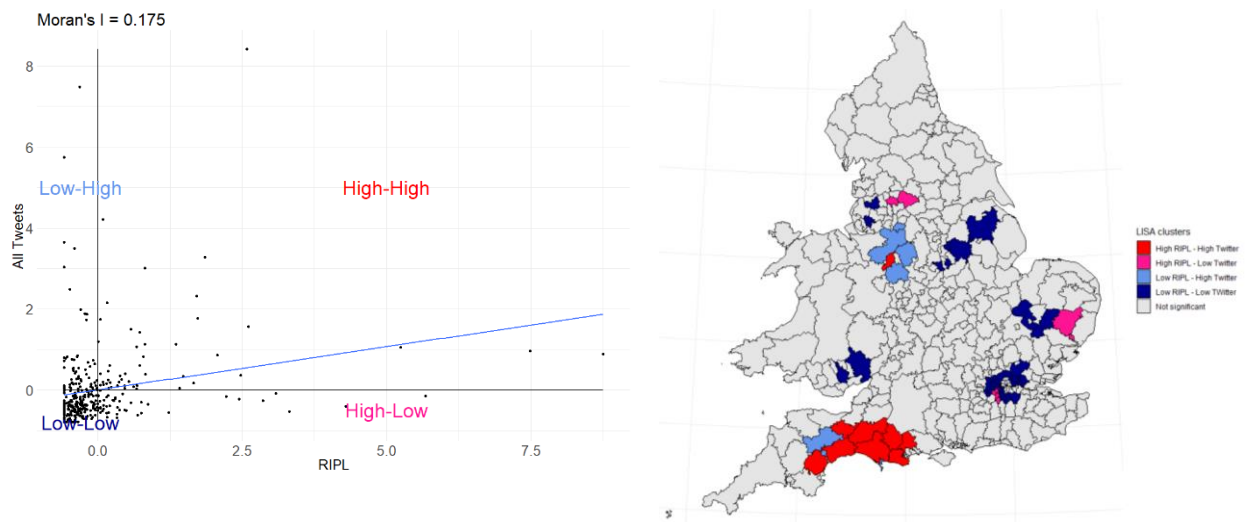 Moran's I = 0.175
8
6
4
2
0
All Tweets
Low-High
High-High
Low-Low
High-Low
0.0
2.5
5.0
7.5
RIPL
LISA clusters
High RIPL - High Twitter
High RIPL - Low Twitter
Low RIPL - High Twitter
Low RIPL - Low TWitter
Not significant